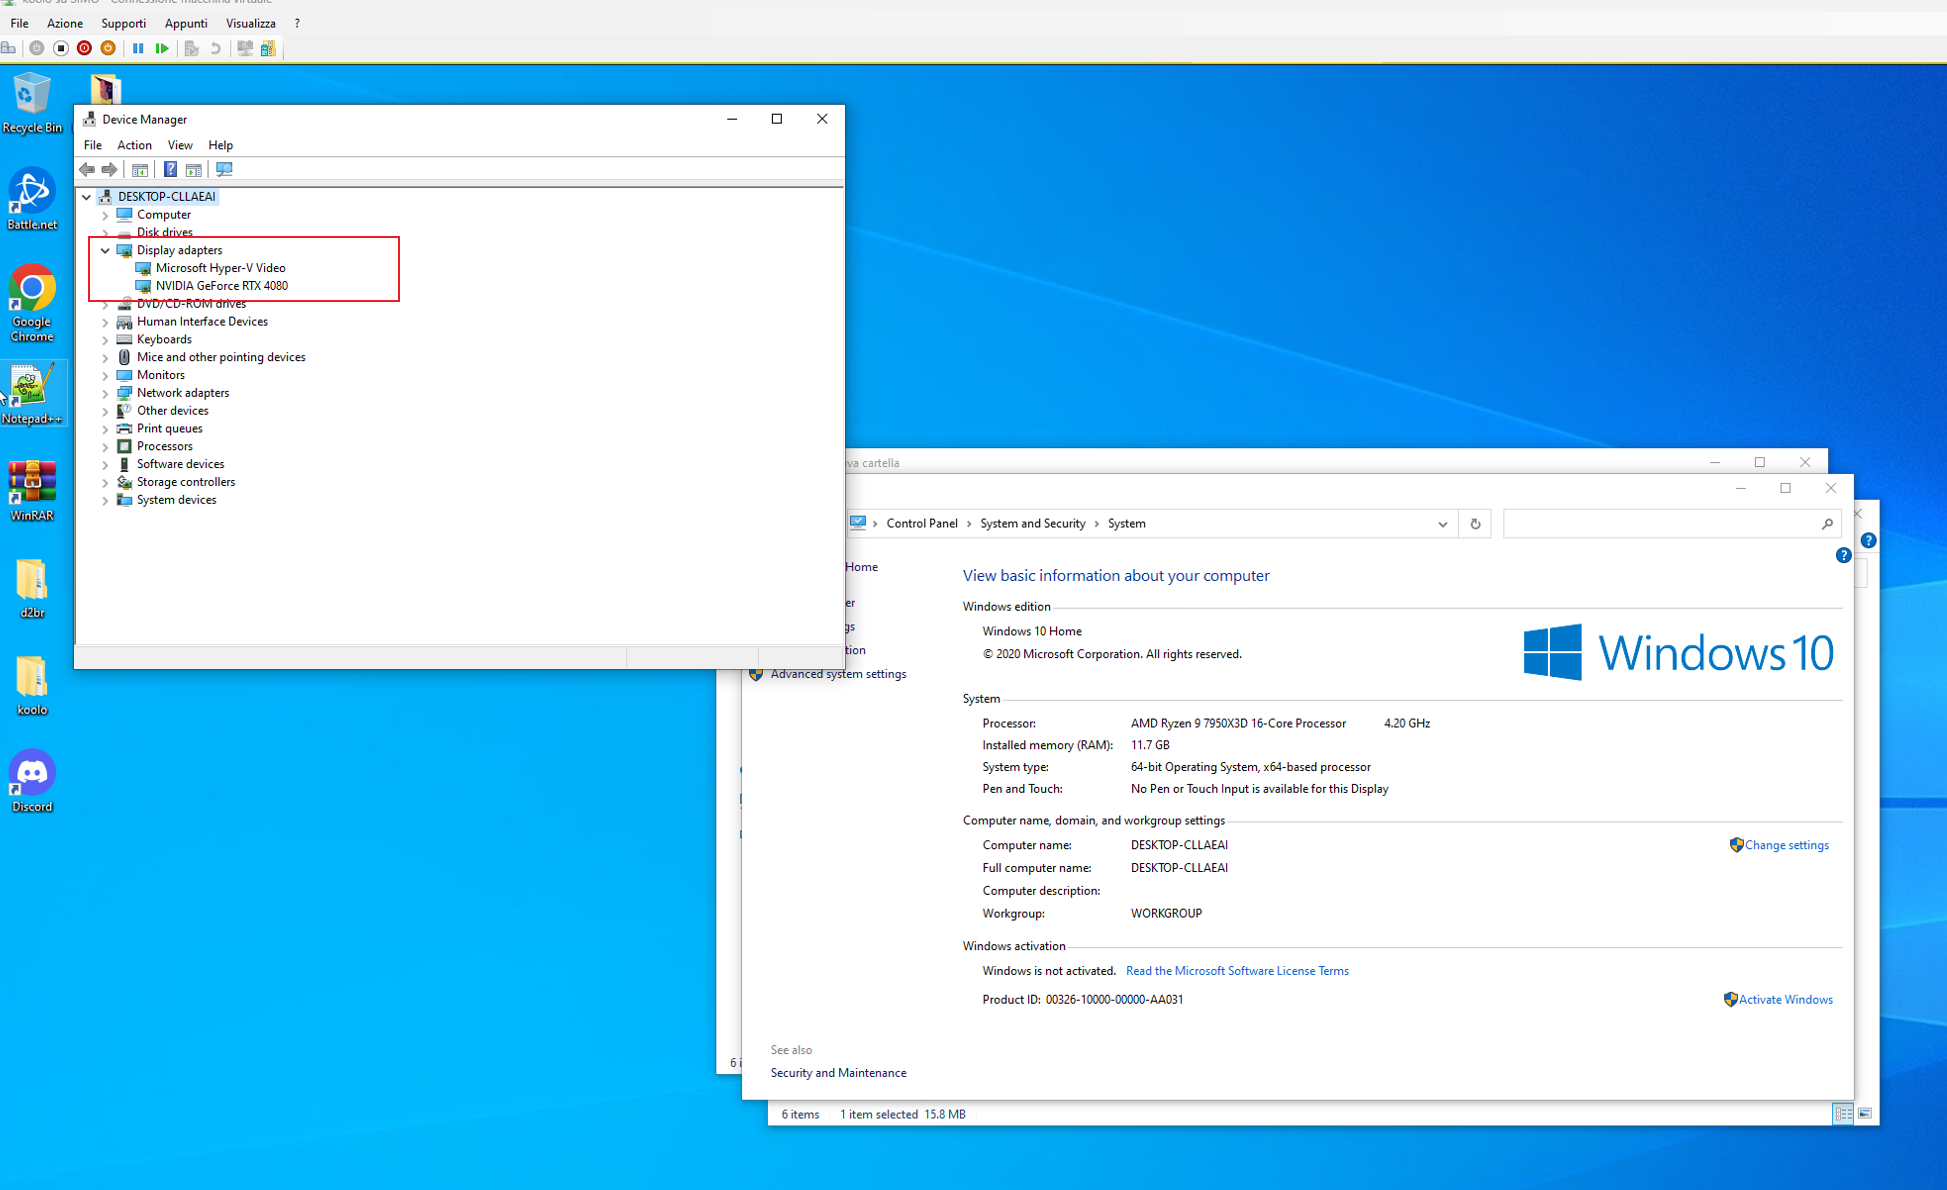 koolo su SIMO - Connessione macchina virtuale
File Azione Supporti Appunti Visualizza ?
Recycle Bin
Battle.net
Google
Chrome
Notepad++
WinRAR
d2br
koolo
Discord
Device Manager
File Action View Help
DESKTOP-CLLAEAI
Computer
Disk drives
Display adapters
Microsoft Hyper-V Video
NVIDIA GeForce RTX 4080
DVD/CD-ROM drives
Human Interface Devices
Keyboards
Mice and other pointing devices
Monitors
Network adapters
Other devices
Print queues
Processors
Software devices
Storage controllers
System devices
va cartella
Control Panel System and Security System
Home
er
gs
tion
Advanced system settings
View basic information about your computer
Windows edition
Windows 10 Home
© 2020 Microsoft Corporation. All rights reserved.
Windows 10
System
Processor: AMD Ryzen 9 7950X3D 16-Core Processor 4.20 GHz
Installed memory (RAM): 11.7 GB
System type: 64-bit Operating System, x64-based processor
Pen and Touch: No Pen or Touch Input is available for this Display
Computer name, domain, and workgroup settings
Computer name: DESKTOP-CLLAEAI
Change settings
Full computer name: DESKTOP-CLLAEAI
Computer description:
Workgroup: WORKGROUP
Windows activation
Windows is not activated. Read the Microsoft Software License Terms
Product ID: 00326-10000-00000-AA031
Activate Windows
See also
Security and Maintenance
6 i
6 items 1 item selected 15.8 MB